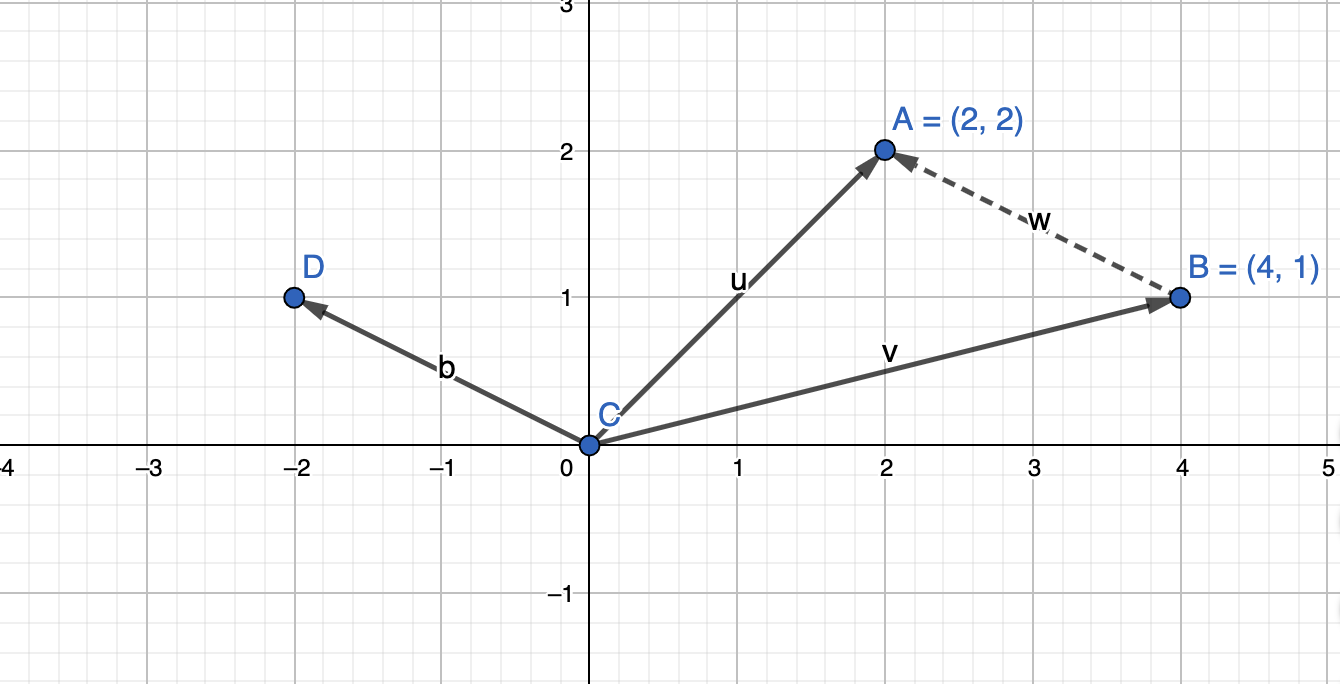 3
A = (2, 2)
2
w
D
u
B = (4, 1)
1
v
b
C
–4 –3 –2 –1 0 1 2 3 4 5
–1